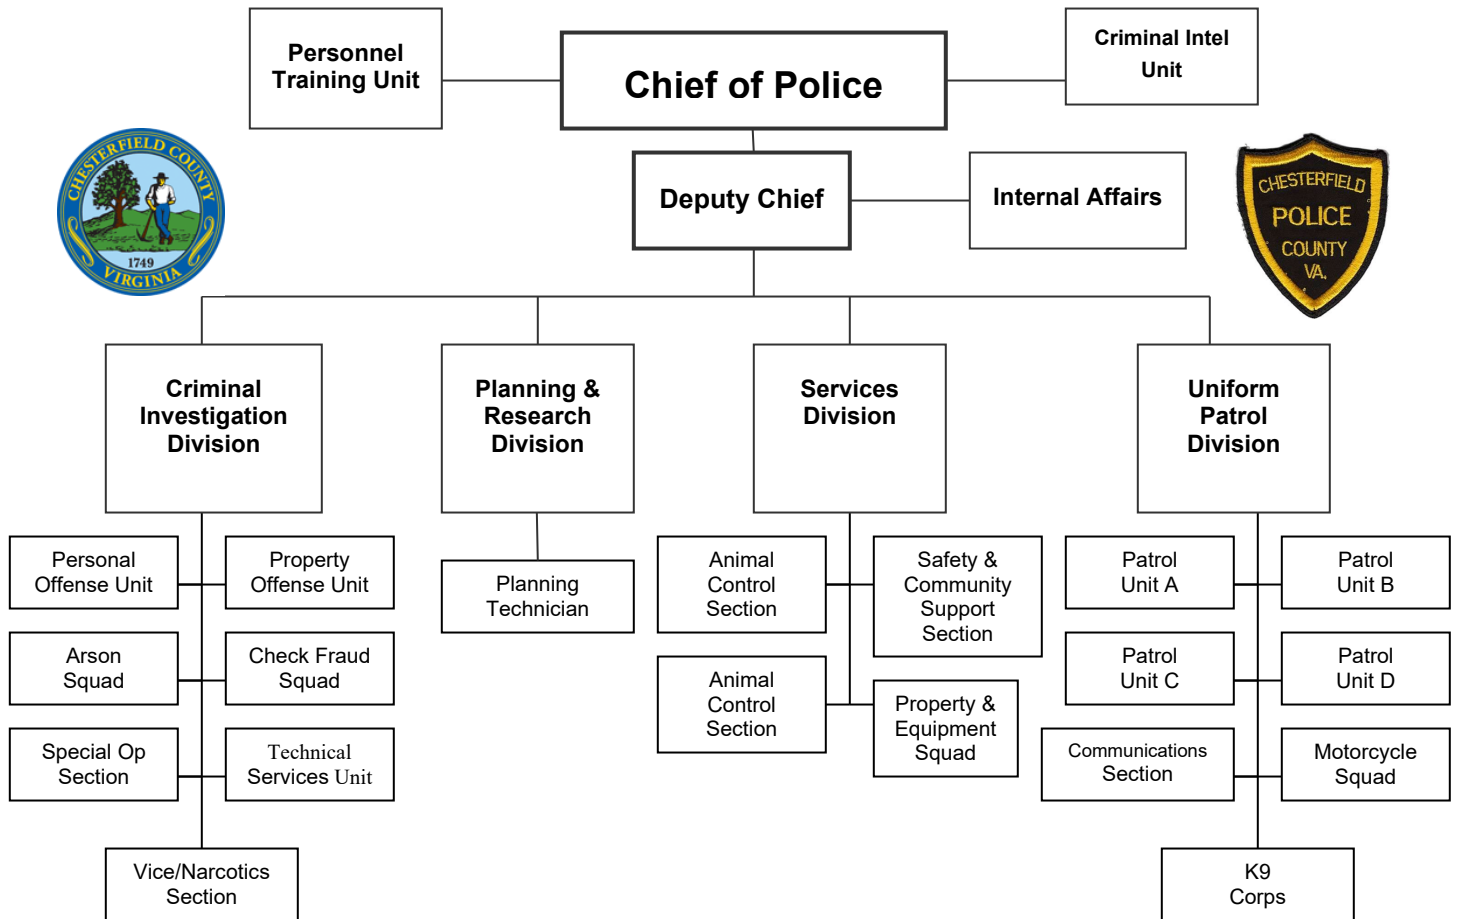 Personnel
Training Unit
Chief of Police
Criminal Intel
Unit
CHESTERFIELD COUNTY
1749
VIRGINIA
Deputy Chief
Internal Affairs
CHESTERFIELD
POLICE
COUNTY
VA.
Criminal
Investigation
Division
Planning &
Research
Division
Services
Division
Uniform
Patrol
Division
Personal
Offense Unit
Property
Offense Unit
Arson
Squad
Check Fraud
Squad
Special Op
Section
Technical
Services Unit
Vice/Narcotics
Section
Planning
Technician
Animal
Control
Section
Safety &
Community
Support
Section
Animal
Control
Section
Property &
Equipment
Squad
Patrol
Unit A
Patrol
Unit B
Patrol
Unit C
Patrol
Unit D
Communications
Section
Motorcycle
Squad
K9
Corps